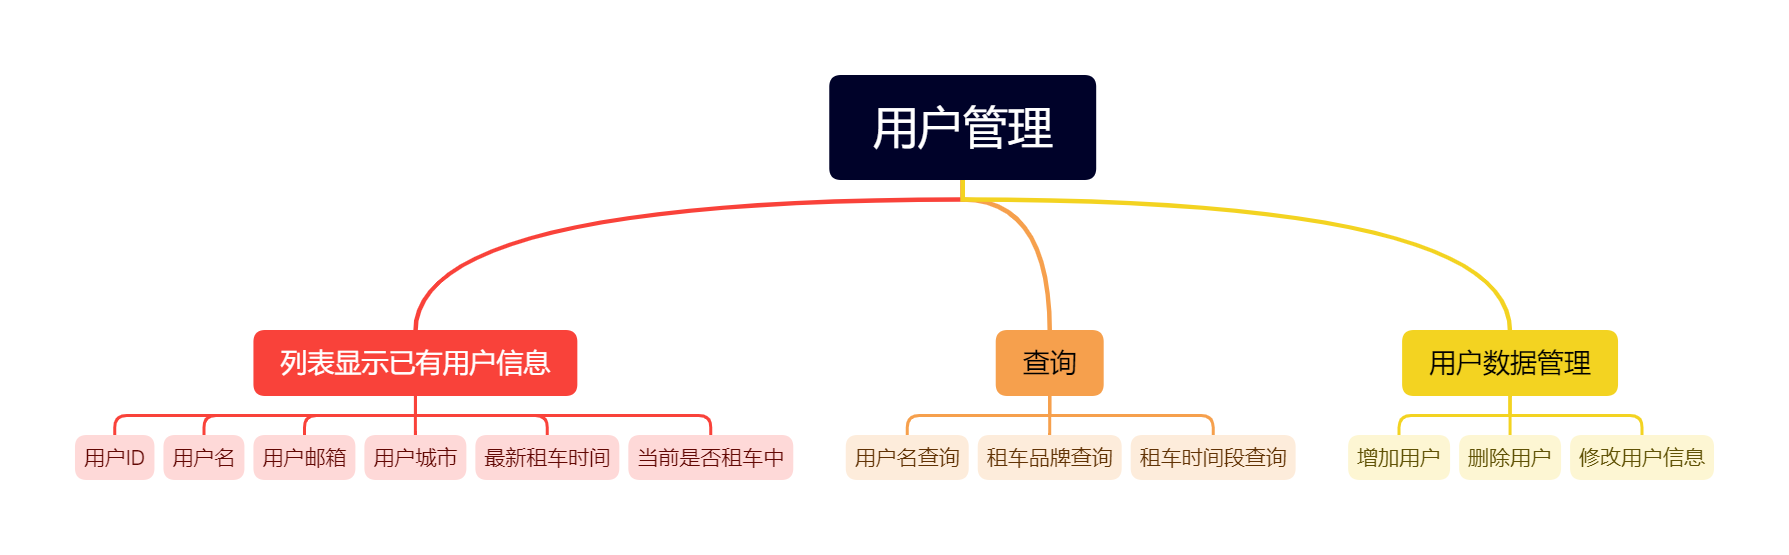 用户管理
列表显示已有用户信息
查询
用户数据管理
用户ID
用户名
用户邮箱
用户城市
最新租车时间
当前是否租车中
用户名查询
租车品牌查询
租车时间段查询
增加用户
删除用户
修改用户信息